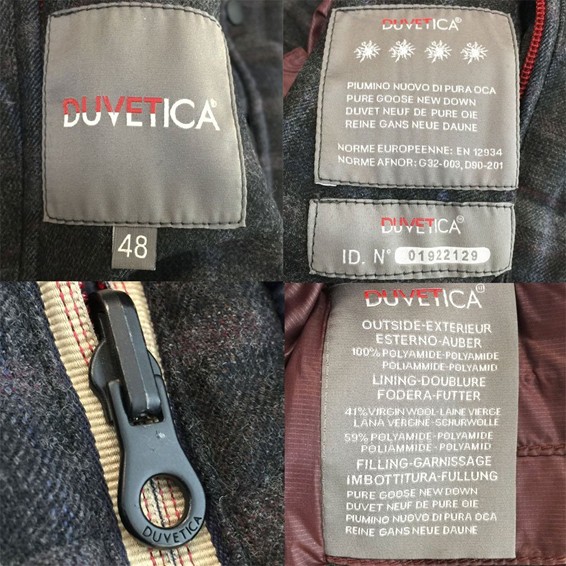 DUVETICA
48
DUVETICA
PIUMINO NUOVO DI PURA OCA
PURE GOOSE NEW DOWN
DUVET NEUF DE PURE OIE
REINE GANS NEUE DAUNE
NORME EUROPEENNE: EN 12934
NORME AFNOR: G32-003, D90-201
DUVETICA
ID. N° 01922129
DUVETICA
DUVETICA
OUTSIDE-EXTERIEUR
ESTERNO-AUBER
100% POLYAMIDE-POLYAMIDE
POLIAMMIDE-POLYAMID
LINING-DOUBLURE
FODERA-FUTTER
41% VIRGIN WOOL-LAINE VIERGE
LANA VERGINE-SCHURWOLLE
59% POLYAMIDE-POLYAMIDE
POLIAMMIDE-POLYAMID
FILLING-GARNISSAGE
IMBOTTITURA-FULLUNG
PURE GOOSE NEW DOWN
DUVET NEUF DE PURE OIE
PIUMINO NUOVO DI PURA OCA
REINE GANS NEUE DAUNE